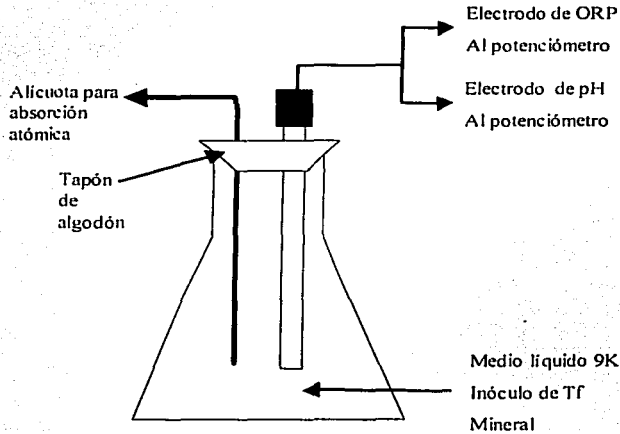 Electrodo de ORP
Al potenciómetro
Electrodo de pH
Al potenciómetro
Alícuota para
absorción
atómica
Tapón
de
algodón
Medio líquido 9K
Inóculo de Tf
Mineral